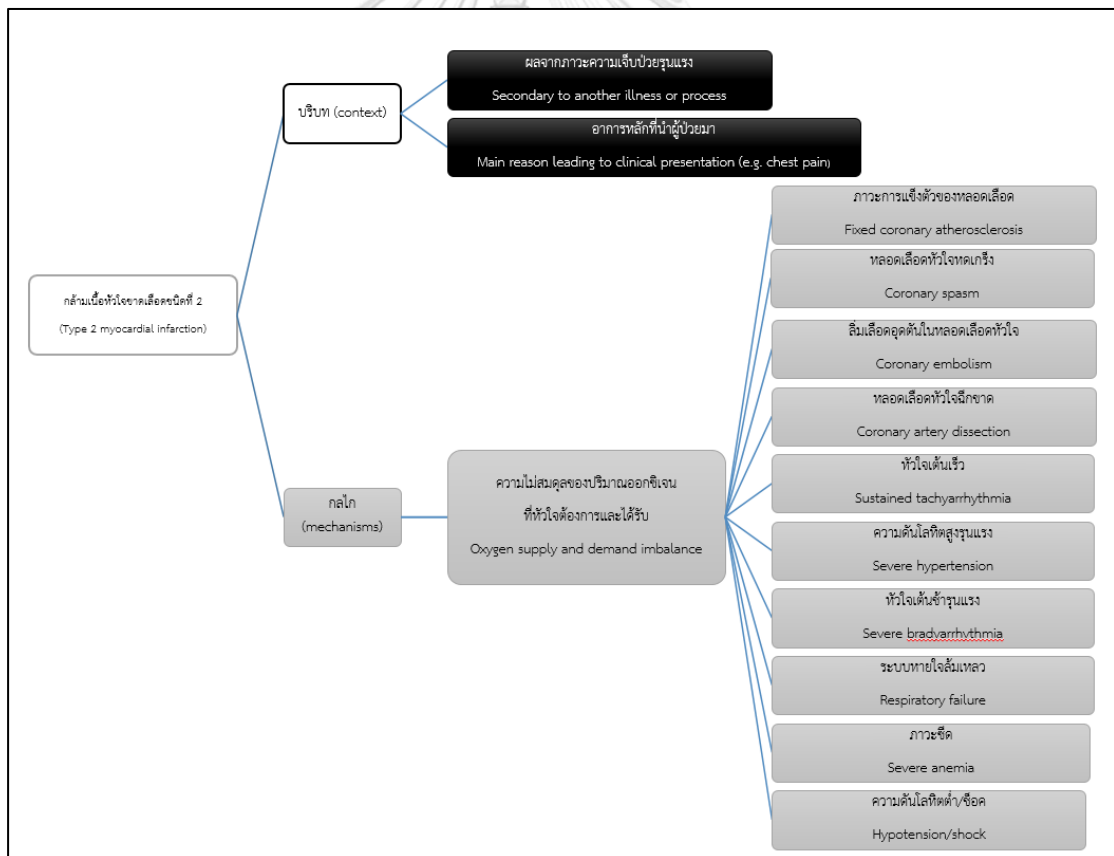 ผลจากภาวะความเจ็บป่วยรุนแรง
Secondary to another illness or process
บริบท (context)
อาการหลักที่นำผู้ป่วยมา
Main reason leading to clinical presentation (e.g. chest pain)
ภาวะการแข็งตัวของหลอดเลือด
Fixed coronary atherosclerosis
หลอดเลือดหัวใจหดเกร็ง
Coronary spasm
กล้ามเนื้อหัวใจขาดเลือดชนิดที่ 2
(Type 2 myocardial infarction)
ลิ่มเลือดอุดตันในหลอดเลือดหัวใจ
Coronary embolism
หลอดเลือดหัวใจฉีกขาด
Coronary artery dissection
กลไก
(mechanisms)
ความไม่สมดุลของปริมาณออกซิเจน
ที่หัวใจต้องการและได้รับ
Oxygen supply and demand imbalance
หัวใจเต้นเร็ว
Sustained tachyarrhythmia
ความดันโลหิตสูงรุนแรง
Severe hypertension
หัวใจเต้นช้ารุนแรง
Severe bradyarrhythmia
ระบบหายใจล้มเหลว
Respiratory failure
ภาวะซีด
Severe anemia
ความดันโลหิตต่ำ/ช็อค
Hypotension/shock